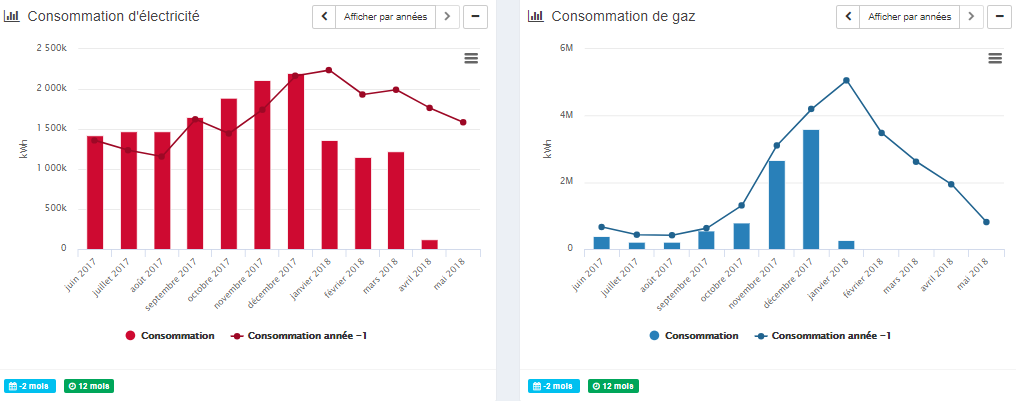 Consommation d'électricité
Afficher par années
2 500k
2 000k
1 500k
1 000k
500k
0
kWh
juin 2017
juillet 2017
août 2017
septembre 2017
octobre 2017
novembre 2017
décembre 2017
janvier 2018
février 2018
mars 2018
avril 2018
mai 2018
Consommation
Consommation année −1
-2 mois
12 mois
Consommation de gaz
Afficher par années
6M
4M
2M
0
kWh
juin 2017
juillet 2017
août 2017
septembre 2017
octobre 2017
novembre 2017
décembre 2017
janvier 2018
février 2018
mars 2018
avril 2018
mai 2018
Consommation
Consommation année −1
-2 mois
12 mois